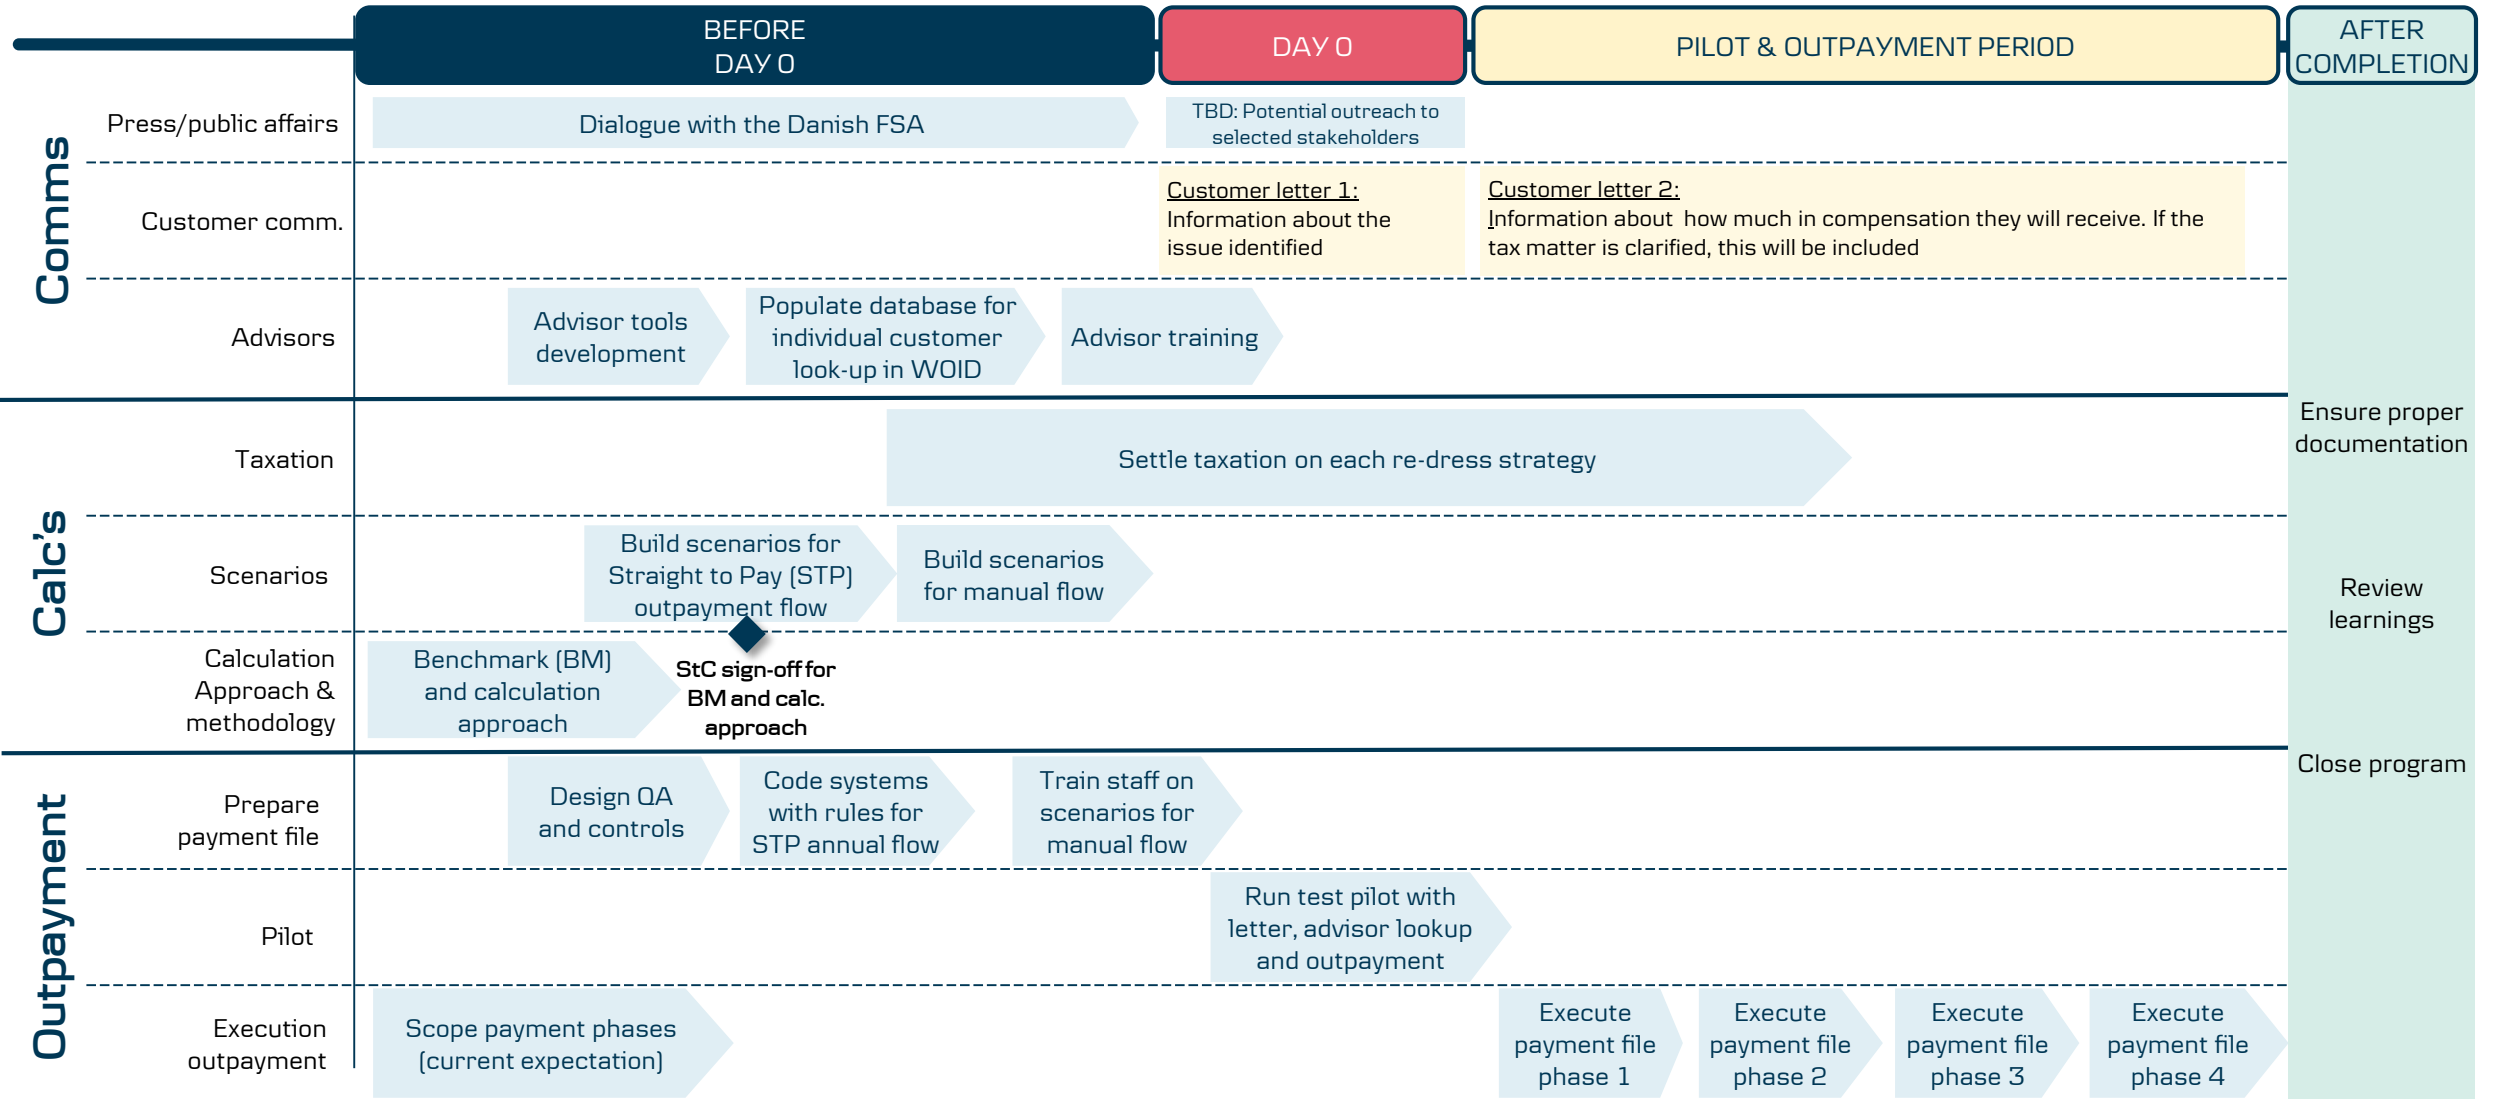 BEFORE
DAY 0
DAY 0
PILOT & OUTPAYMENT PERIOD
AFTER
COMPLETION
Comms
Press/public affairs
Dialogue with the Danish FSA
TBD: Potential outreach to
selected stakeholders
Customer comm.
Customer letter 1:
Information about the
issue identified
Customer letter 2:
Information about  how much in compensation they will receive. If the
tax matter is clarified, this will be included
Advisors
Advisor tools
development
Populate database for
individual customer
look-up in WOID
Advisor training
Calc's
Taxation
Settle taxation on each re-dress strategy
Scenarios
Build scenarios for
Straight to Pay (STP)
outpayment flow
Build scenarios
for manual flow
Calculation
Approach &
methodology
Benchmark (BM)
and calculation
approach
StC sign-off for
BM and calc.
approach
Outpayment
Prepare
payment file
Design QA
and controls
Code systems
with rules for
STP annual flow
Train staff on
scenarios for
manual flow
Pilot
Run test pilot with
letter, advisor lookup
and outpayment
Execution
outpayment
Scope payment phases
(current expectation)
Execute
payment file
phase 1
Execute
payment file
phase 2
Execute
payment file
phase 3
Execute
payment file
phase 4
Ensure proper
documentation
Review
learnings
Close program